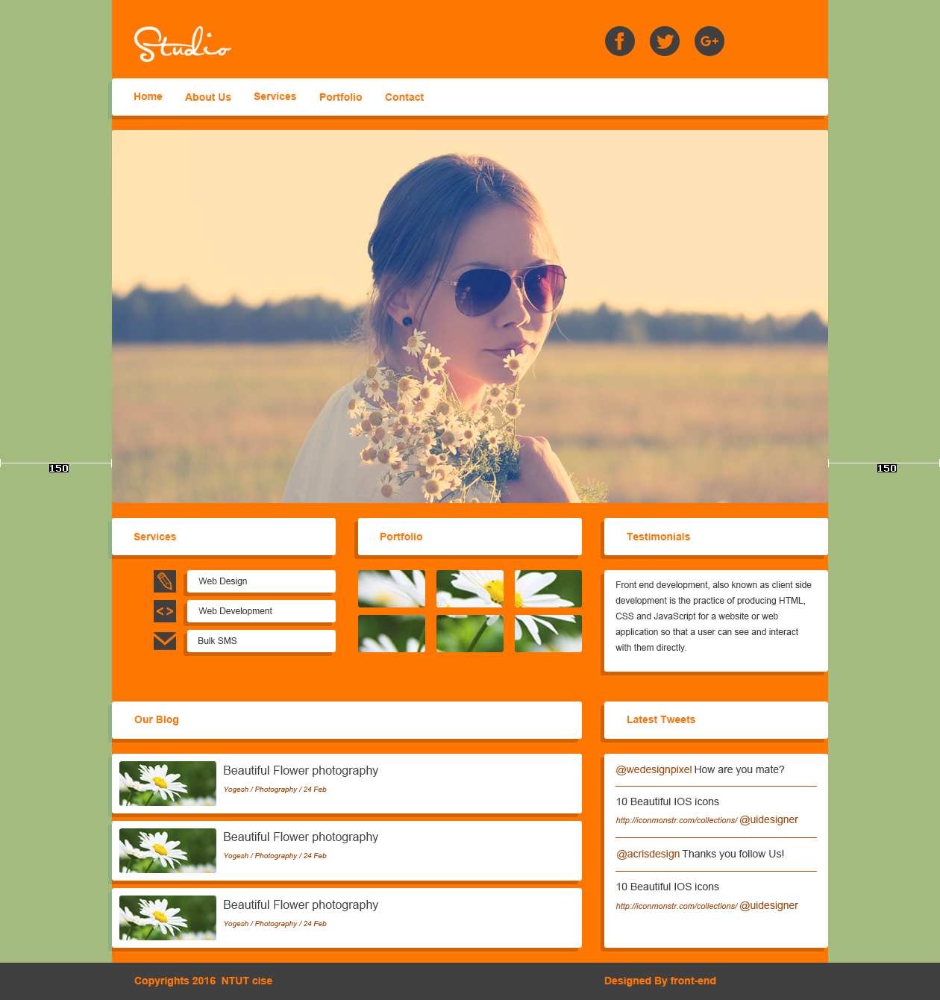 Studio
Home About Us Services Portfolio Contact
150 150
Services Portfolio Testimonials
Web Design
Web Development
Bulk SMS
Front end development, also known as client side
development is the practice of producing HTML,
CSS and JavaScript for a website or web
application so that a user can see and interact
with them directly.
Our Blog
Beautiful Flower photography
Yogesh / Photography / 24 Feb
Beautiful Flower photography
Yogesh / Photography / 24 Feb
Beautiful Flower photography
Yogesh / Photography / 24 Feb
Latest Tweets
@wedesignpixel How are you mate?
10 Beautiful IOS icons
http://iconmonstr.com/collections/ @uidesigner
@acrisdesign Thanks you follow Us!
10 Beautiful IOS icons
http://iconmonstr.com/collections/ @uidesigner
Copyrights 2016 NTUT cise Designed By front-end